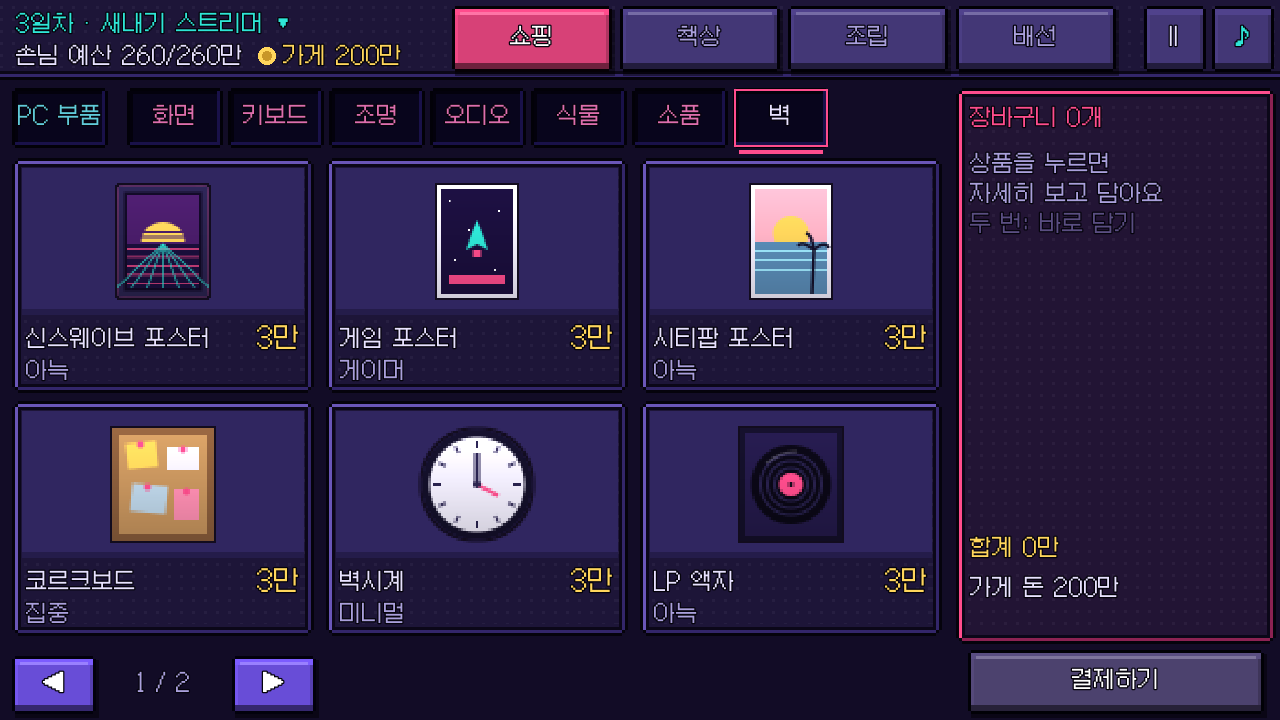 3일차 · 새내기 스트리머 ▼
손님 예산 260/260만 가게 200만
쇼핑
책상
조립
배선
PC 부품
화면
키보드
조명
오디오
식물
소품
벽
신스웨이브 포스터 3만
아늑
게임 포스터 3만
게이머
시티팝 포스터 3만
아늑
코르크보드 3만
집중
벽시계 3만
미니멀
LP 액자 3만
아늑
1 / 2
장바구니 0개
상품을 누르면
자세히 보고 담아요
두 번: 바로 담기
합계 0만
가게 돈 200만
결제하기